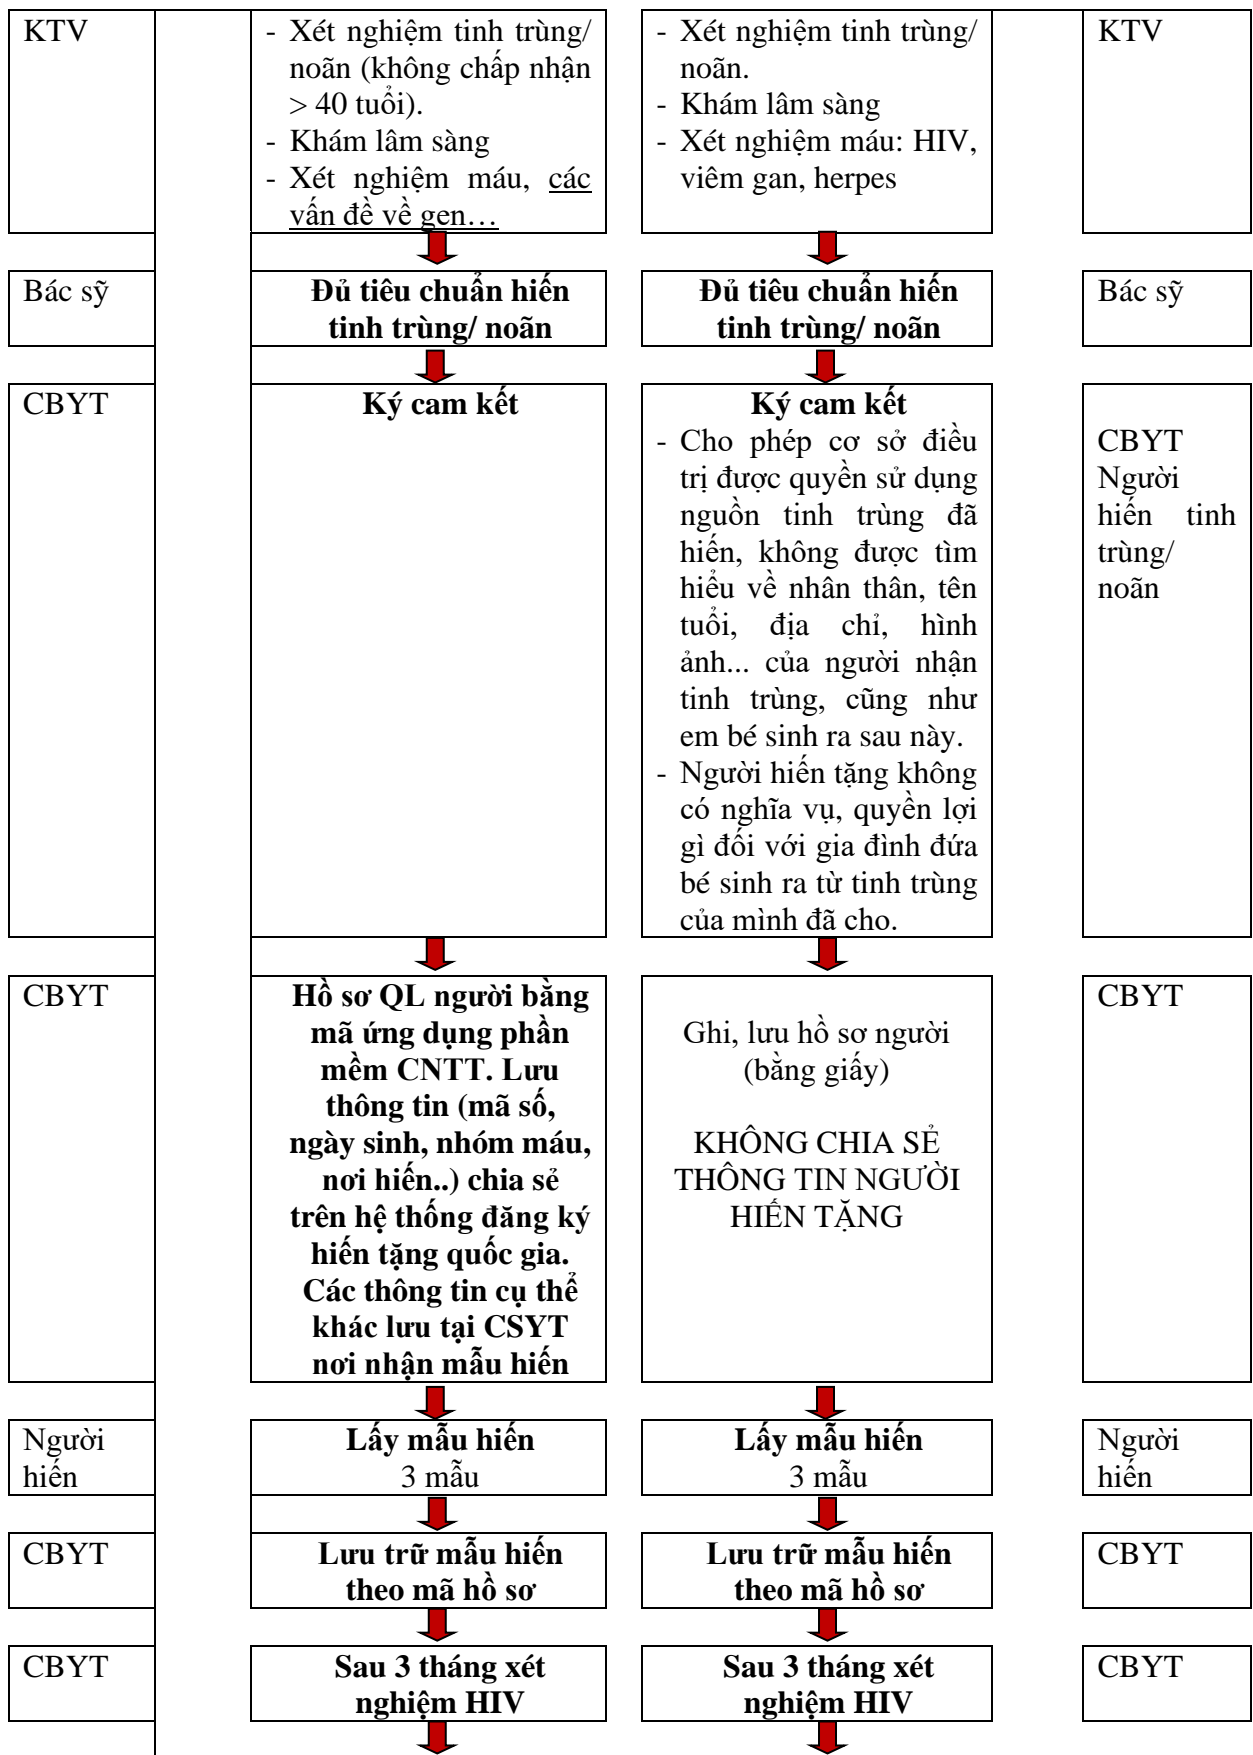 KTV
- Xét nghiệm tinh trùng/
noãn (không chấp nhận
> 40 tuổi).
- Khám lâm sàng
- Xét nghiệm máu, các
vấn đề về gen…
- Xét nghiệm tinh trùng/
noãn.
- Khám lâm sàng
- Xét nghiệm máu: HIV,
viêm gan, herpes
KTV
Bác sỹ
Đủ tiêu chuẩn hiến
tinh trùng/ noãn
Đủ tiêu chuẩn hiến
tinh trùng/ noãn
Bác sỹ
CBYT
Ký cam kết
Ký cam kết
- Cho phép cơ sở điều
trị được quyền sử dụng
nguồn tinh trùng đã
hiến, không được tìm
hiểu về nhân thân, tên
tuổi, địa chỉ, hình
ảnh... của người nhận
tinh trùng, cũng như
em bé sinh ra sau này.
- Người hiến tặng không
có nghĩa vụ, quyền lợi
gì đối với gia đình đứa
bé sinh ra từ tinh trùng
của mình đã cho.
CBYT
Người
hiến tinh
trùng/
noãn
CBYT
Hồ sơ QL người bằng
mã ứng dụng phần
mềm CNTT. Lưu
thông tin (mã số,
ngày sinh, nhóm máu,
nơi hiến..) chia sẻ
trên hệ thống đăng ký
hiến tặng quốc gia.
Các thông tin cụ thể
khác lưu tại CSYT
nơi nhận mẫu hiến
Ghi, lưu hồ sơ người
(bằng giấy)
KHÔNG CHIA SẺ
THÔNG TIN NGƯỜI
HIẾN TẶNG
CBYT
Người
hiến
Lấy mẫu hiến
3 mẫu
Lấy mẫu hiến
3 mẫu
Người
hiến
CBYT
Lưu trữ mẫu hiến
theo mã hồ sơ
Lưu trữ mẫu hiến
theo mã hồ sơ
CBYT
CBYT
Sau 3 tháng xét
nghiệm HIV
Sau 3 tháng xét
nghiệm HIV
CBYT